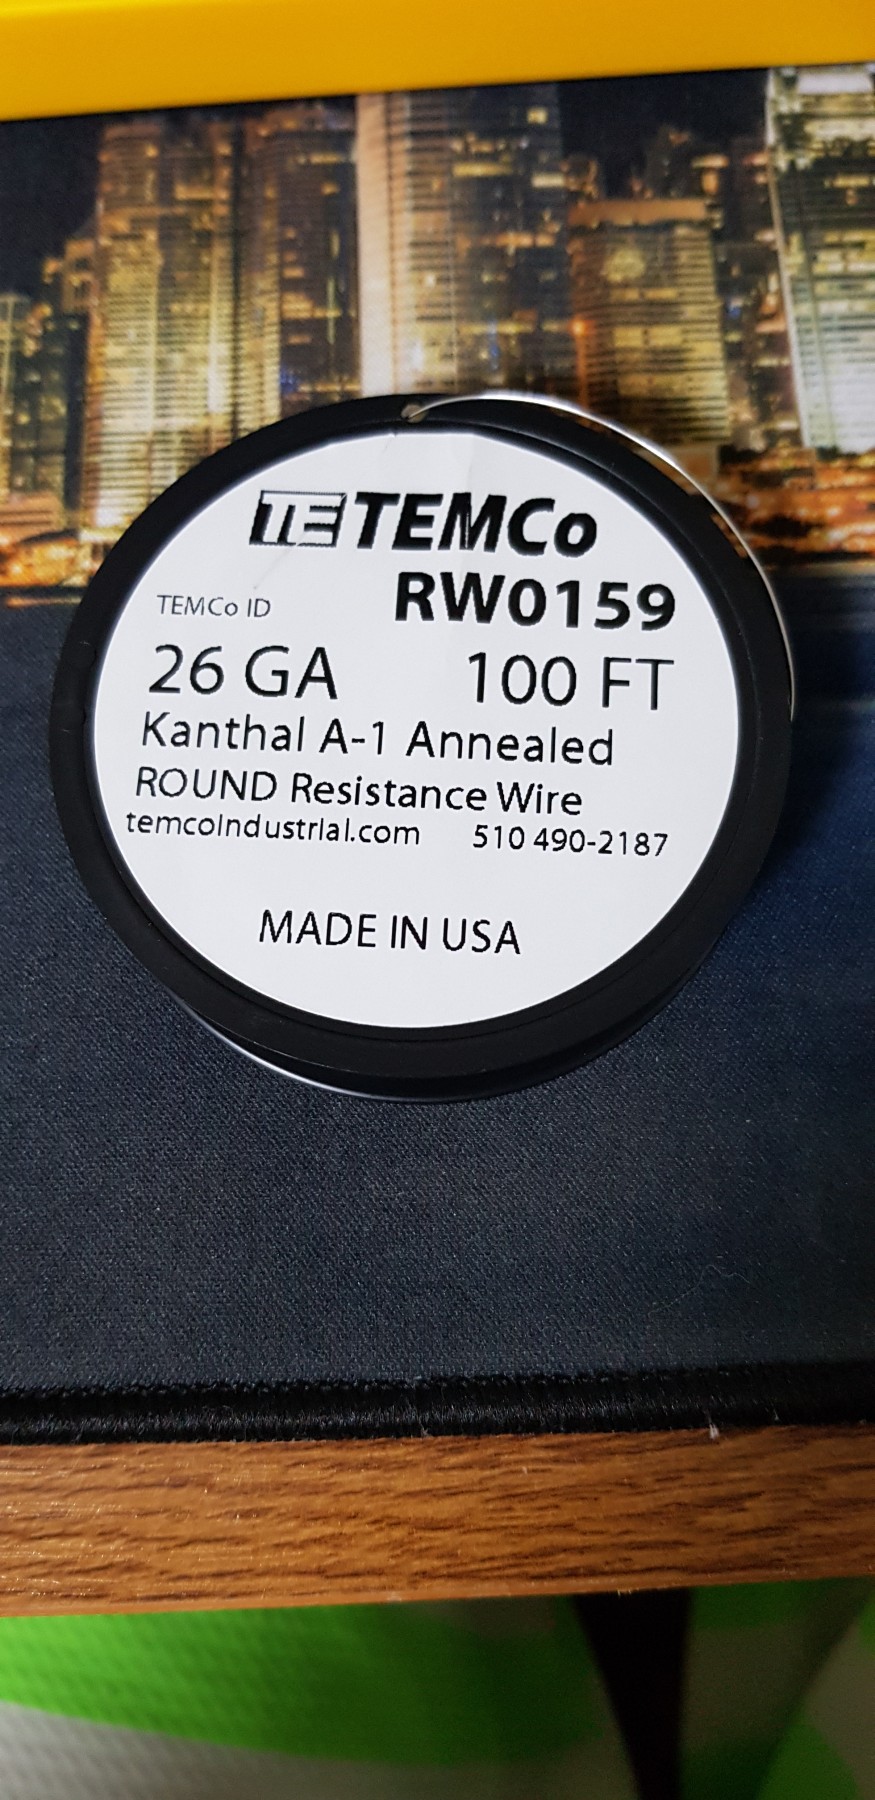 TE TEMCo
TEMCo ID RW0159
26 GA 100 FT
Kanthal A-1 Annealed
ROUND Resistance Wire
temcoindustrial.com 510 490-2187
MADE IN USA